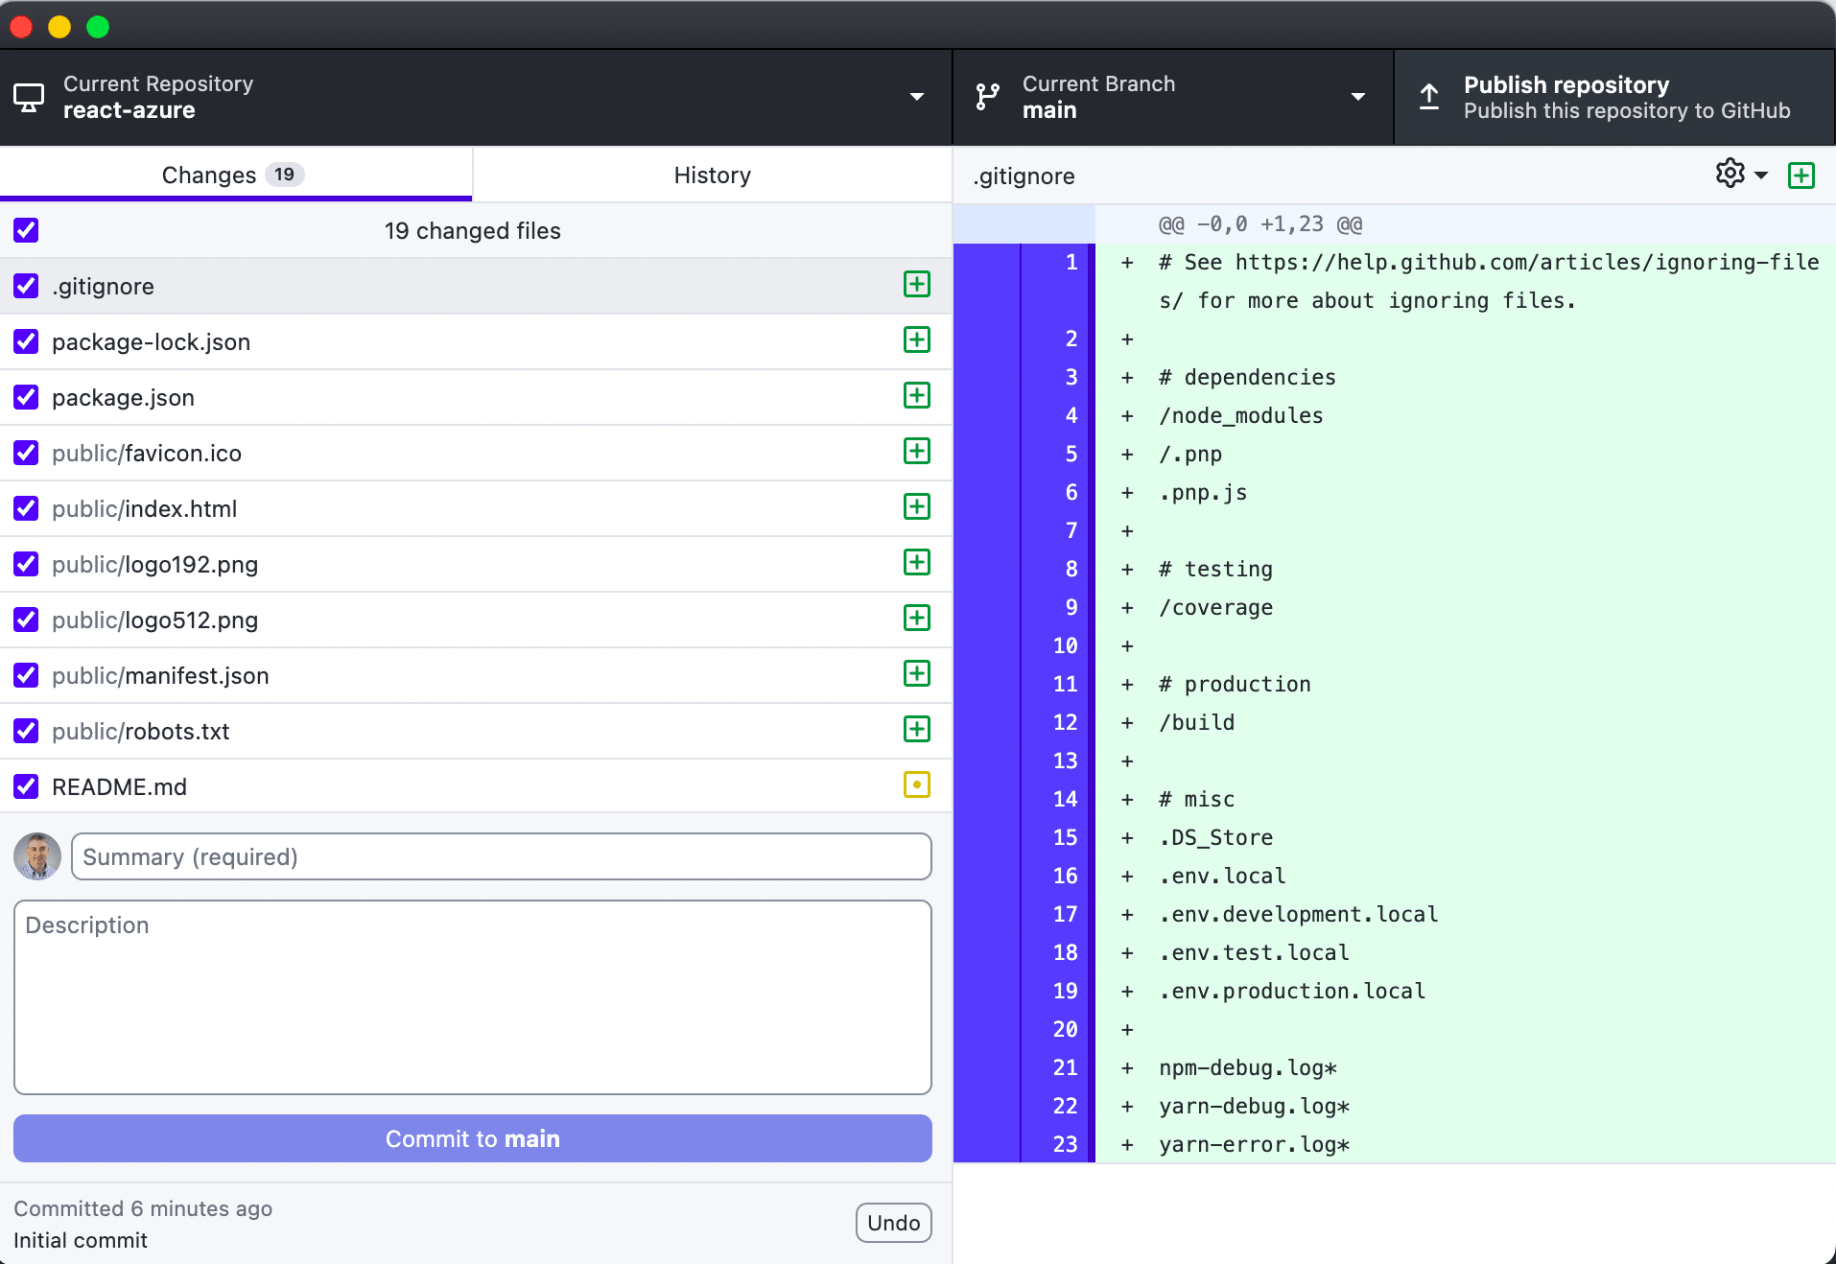 Current Repository
react-azure
Current Branch
main
Publish repository
Publish this repository to GitHub
Changes 19
History
19 changed files
.gitignore
package-lock.json
package.json
public/favicon.ico
public/index.html
public/logo192.png
public/logo512.png
public/manifest.json
public/robots.txt
README.md
Summary (required)
Description
Commit to main
Committed 6 minutes ago
Initial commit
Undo
.gitignore
@@ -0,0 +1,23 @@
1 + # See https://help.github.com/articles/ignoring-file
s/ for more about ignoring files.
2 +
3 + # dependencies
4 + /node_modules
5 + /.pnp
6 + .pnp.js
7 +
8 + # testing
9 + /coverage
10 +
11 + # production
12 + /build
13 +
14 + # misc
15 + .DS_Store
16 + .env.local
17 + .env.development.local
18 + .env.test.local
19 + .env.production.local
20 +
21 + npm-debug.log*
22 + yarn-debug.log*
23 + yarn-error.log*